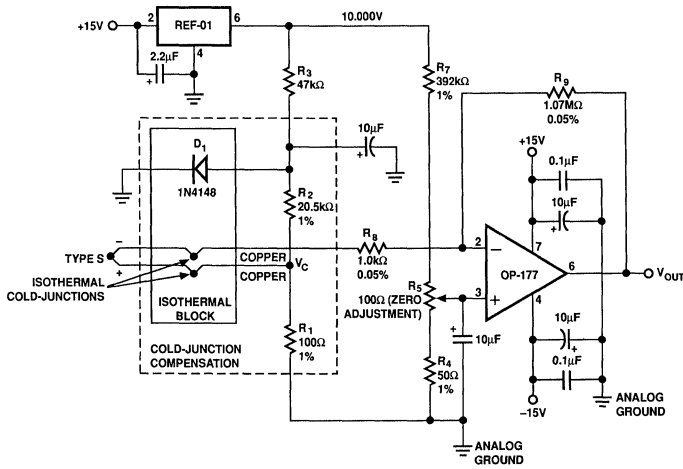 +15V
2
REF-01
6
10.000V
4
2.2μF
+
R3
47kΩ
R7
392kΩ
1%
R9
1.07MΩ
0.05%
D1
1N4148
10μF
+
+15V
0.1μF
10μF
+
R2
20.5kΩ
1%
TYPE S
–
+
COPPER
COPPER
VC
R8
1.0kΩ
0.05%
2
–
7
OP-177
6
VOUT
3
+
4
ISOTHERMAL
COLD-JUNCTIONS
ISOTHERMAL
BLOCK
R5
100Ω (ZERO
ADJUSTMENT)
R1
100Ω
1%
+
10μF
10μF
+
0.1μF
R4
50Ω
1%
COLD-JUNCTION
COMPENSATION
–15V
ANALOG
GROUND
ANALOG
GROUND